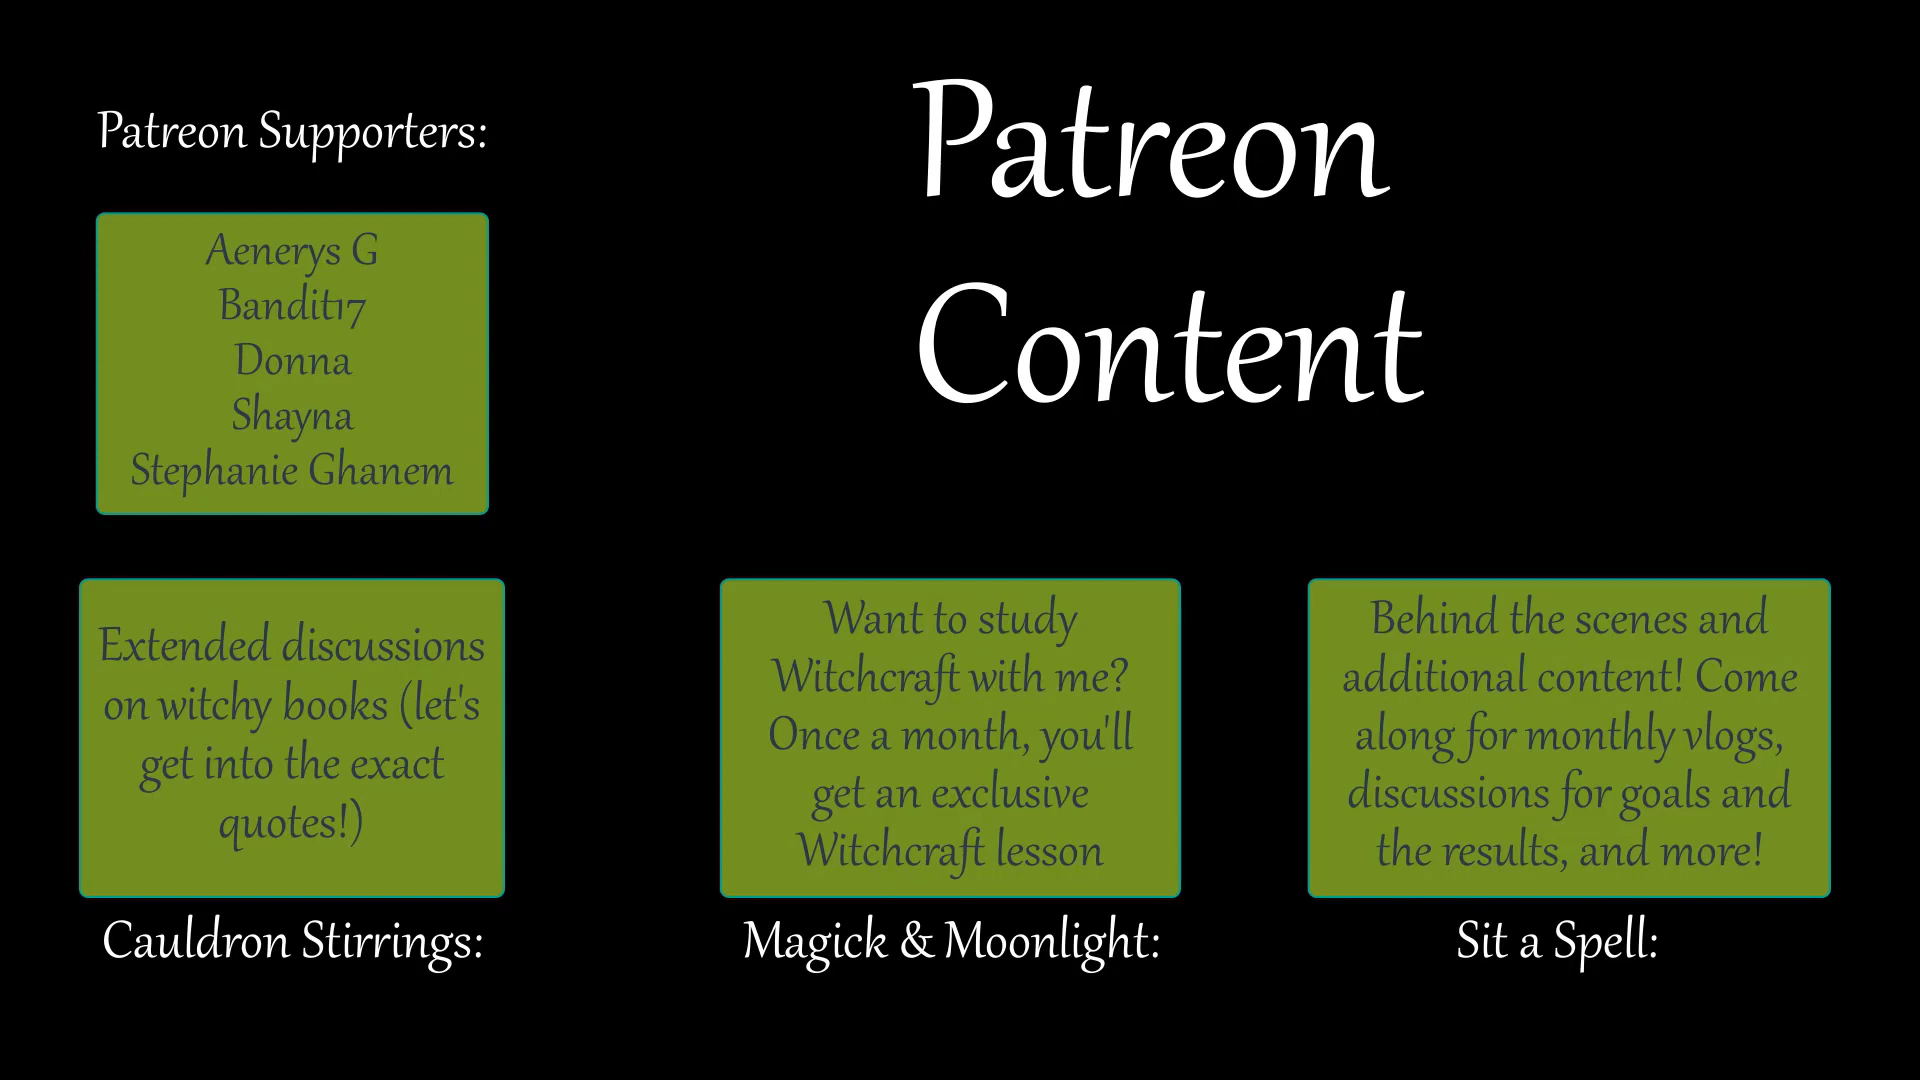 Patreon Supporters:
Aenerys G
Bandit17
Donna
Shayna
Stephanie Ghanem
Patreon
Content
Extended discussions
on witchy books (let's
get into the exact
quotes!)
Cauldron Stirrings:
Want to study
Witchcraft with me?
Once a month, you'll
get an exclusive
Witchcraft lesson
Magick & Moonlight:
Behind the scenes and
additional content! Come
along for monthly vlogs,
discussions for goals and
the results, and more!
Sit a Spell: